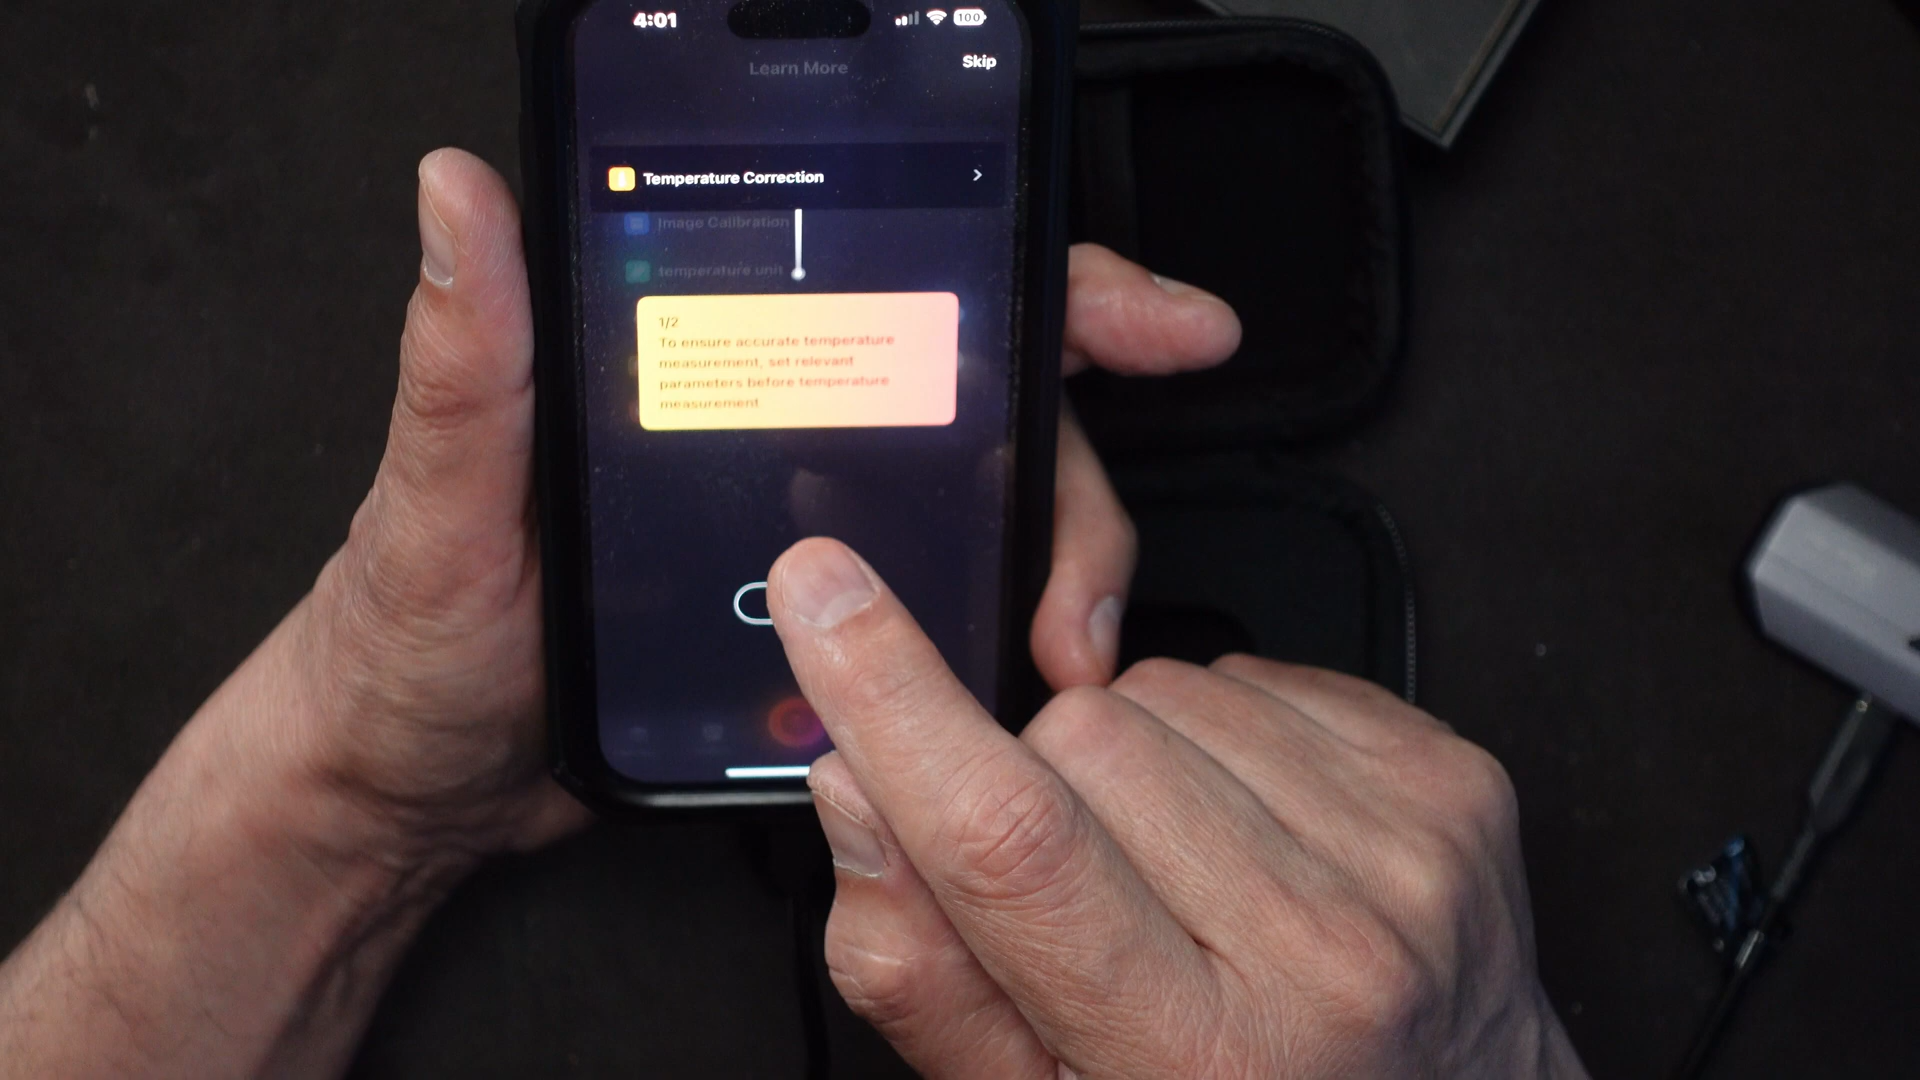 4:01
100
Learn More
Skip
Temperature Correction
Image Calibration
temperature unit
1/2
To ensure accurate temperature
measurement, set relevant
parameters before temperature
measurement